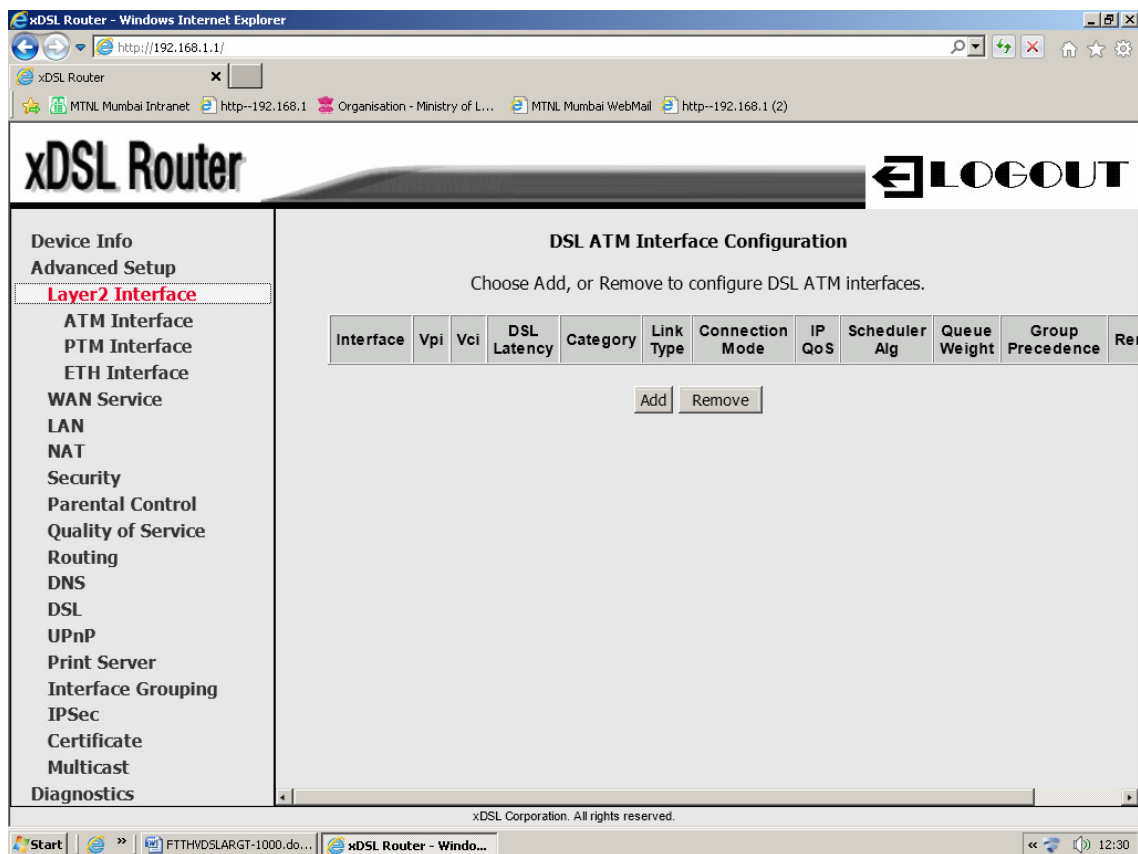 xDSL Router - Windows Internet Explorer
http://192.168.1.1/
xDSL Router
MTNL Mumbai Intranet http--192.168.1 Organisation - Ministry of L... MTNL Mumbai WebMail http--192.168.1 (2)
xDSL Router
LOGOUT
Device Info
Advanced Setup
Layer2 Interface
ATM Interface
PTM Interface
ETH Interface
WAN Service
LAN
NAT
Security
Parental Control
Quality of Service
Routing
DNS
DSL
UPnP
Print Server
Interface Grouping
IPSec
Certificate
Multicast
Diagnostics
DSL ATM Interface Configuration
Choose Add, or Remove to configure DSL ATM interfaces.
Interface Vpi Vci DSL Latency Category Link Type Connection Mode IP QoS Scheduler Alg Queue Weight Group Precedence Re
Add Remove
xDSL Corporation. All rights reserved.
Start FTTHVDSLARGT-1000.do... xDSL Router - Windo... 12:30